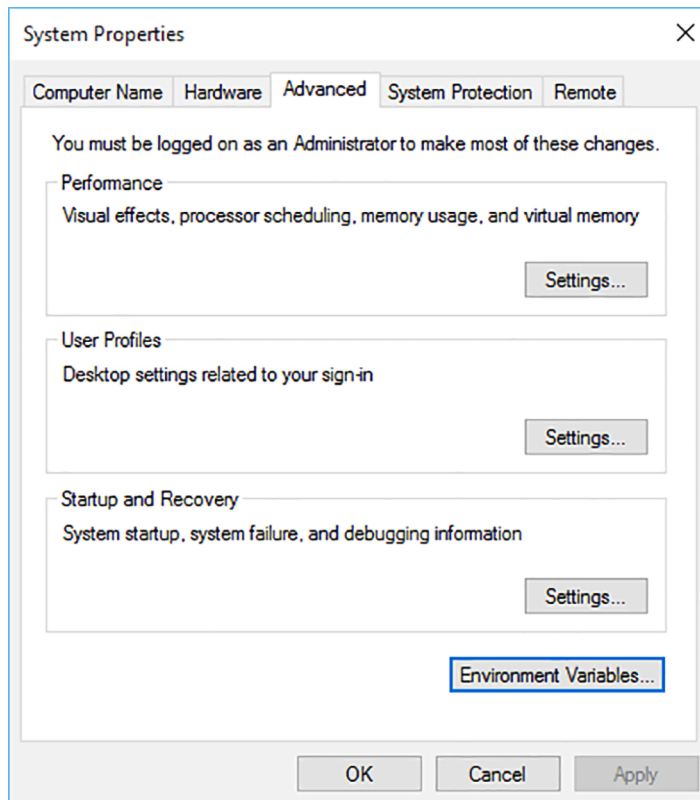 System Properties
Computer Name Hardware Advanced System Protection Remote
You must be logged on as an Administrator to make most of these changes.
Performance
Visual effects, processor scheduling, memory usage, and virtual memory
Settings...
User Profiles
Desktop settings related to your sign-in
Settings...
Startup and Recovery
System startup, system failure, and debugging information
Settings...
Environment Variables...
OK Cancel Apply